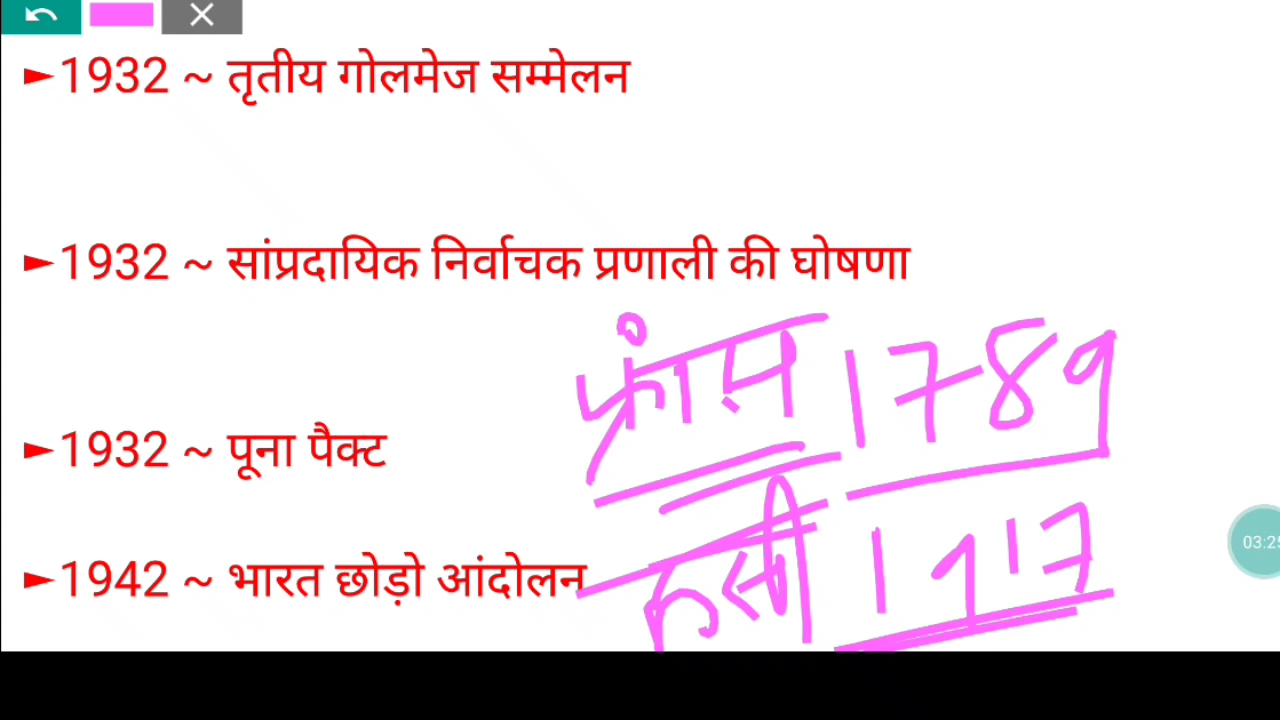 ►1932 ~ तृतीय गोलमेज सम्मेलन
►1932 ~ सांप्रदायिक निर्वाचक प्रणाली की घोषणा
फ्रांस 1789
►1932 ~ पूना पैक्ट
रूसी 1917
►1942 ~ भारत छोड़ो आंदोलन
03:25